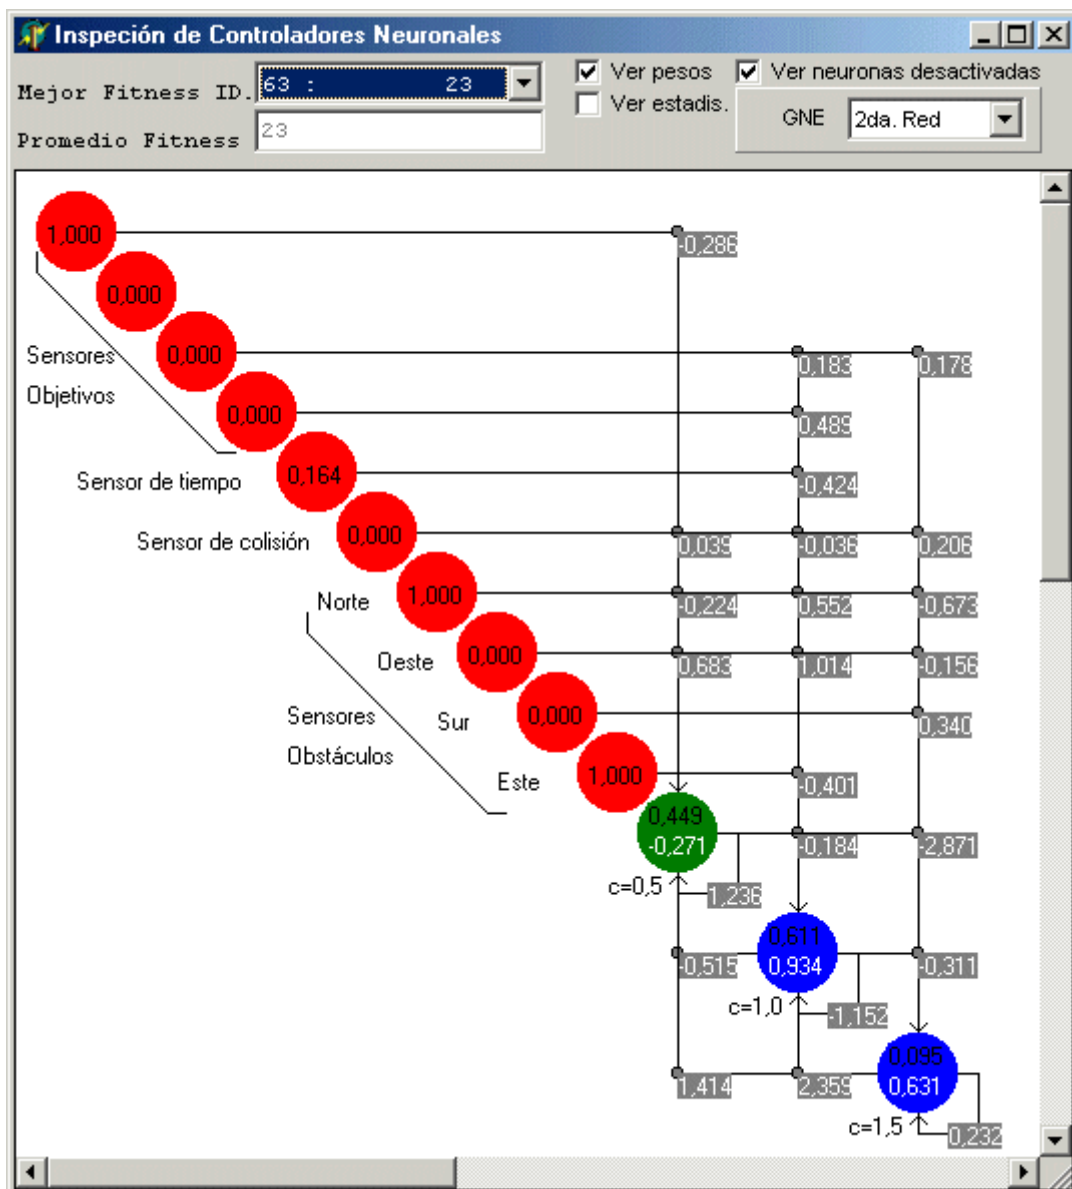 Inspeción de Controladores Neuronales
Mejor Fitness ID. 63 : 23
Ver pesos Ver neuronas desactivadas
Ver estadis.
GNE 2da. Red
Promedio Fitness 23
1,000 -0,286
0,000
Sensores 0,000 0,183 0,178
Objetivos 0,000 0,489
Sensor de tiempo 0,164 -0,424
Sensor de colisión 0,000 0,039 -0,036 0,206
Norte 1,000 -0,224 0,552 -0,673
Oeste 0,000 0,683 1,014 -0,156
Sensores Sur 0,000 0,340
Obstáculos
Este 1,000 -0,401
0,449
-0,271 -0,184 -2,871
c=0,5 1,236
0,611
-0,515 0,934 -0,311
c=1,0 -1,152
0,095
1,414 2,359 0,631
c=1,5 0,232